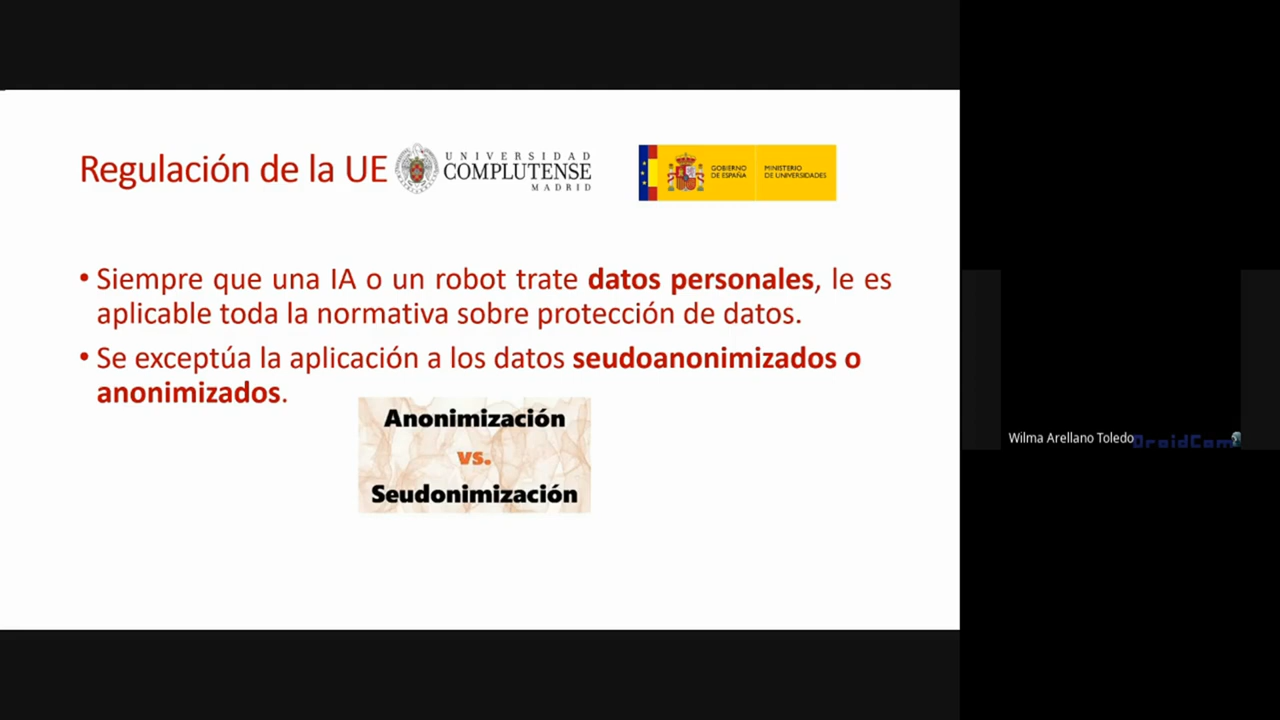 Regulación de la UE
UNIVERSIDAD
COMPLUTENSE
MADRID
GOBIERNO
DE ESPAÑA
MINISTERIO
DE UNIVERSIDADES
• Siempre que una IA o un robot trate datos personales, le es
aplicable toda la normativa sobre protección de datos.
• Se exceptúa la aplicación a los datos seudoanonimizados o
anonimizados.
Anonimización
vs.
Seudonimización
Wilma Arellano Toledo
DroidCam